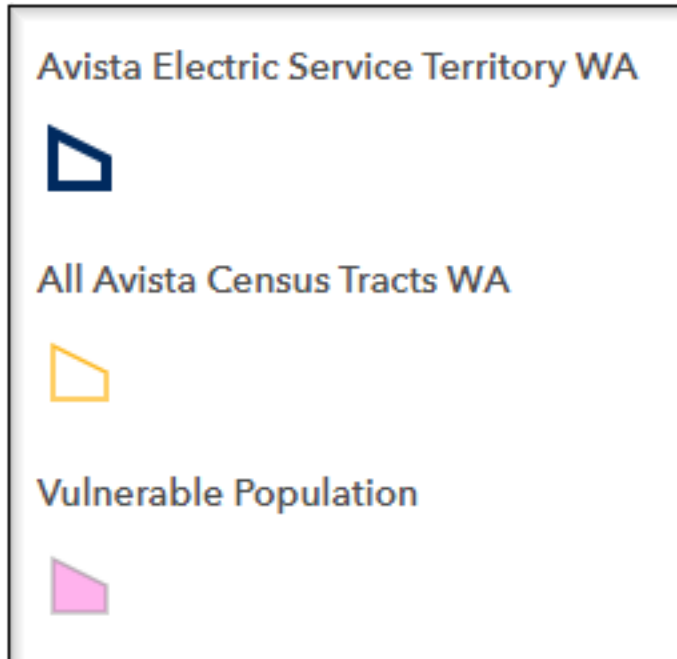 Avista Electric Service Territory WA
All Avista Census Tracts WA
Vulnerable Population